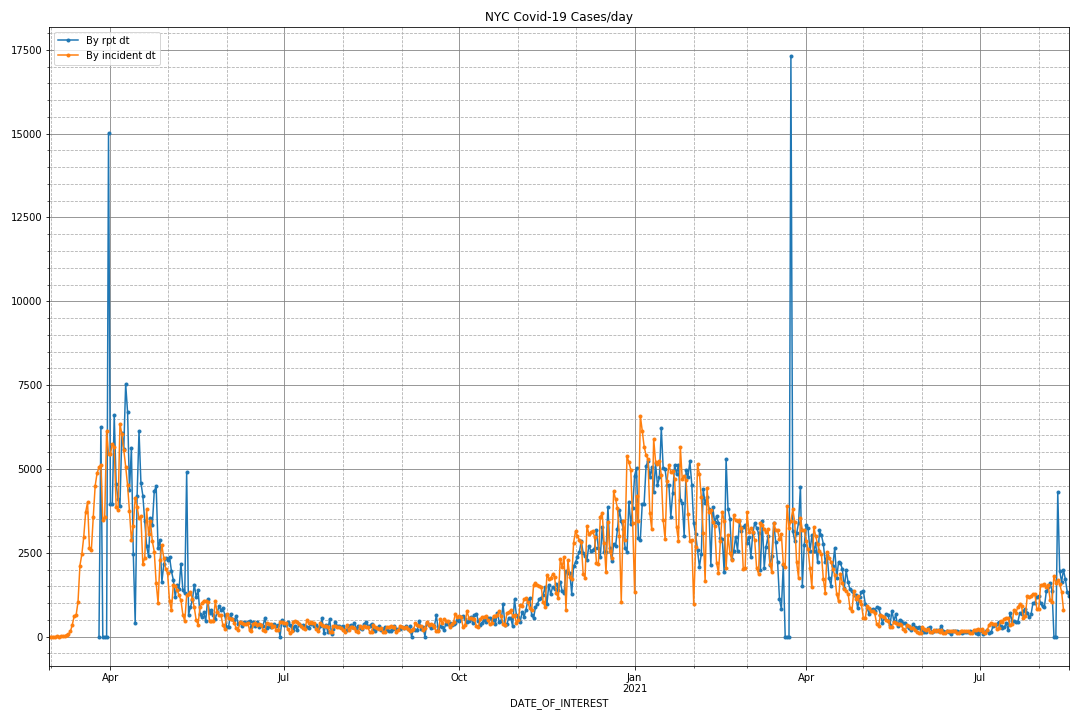 NYC Covid-19 Cases/day
By rpt dt
By incident dt
17500
15000
12500
10000
7500
5000
2500
0
Apr
Jul
Oct
Jan
2021
Apr
Jul
DATE_OF_INTEREST